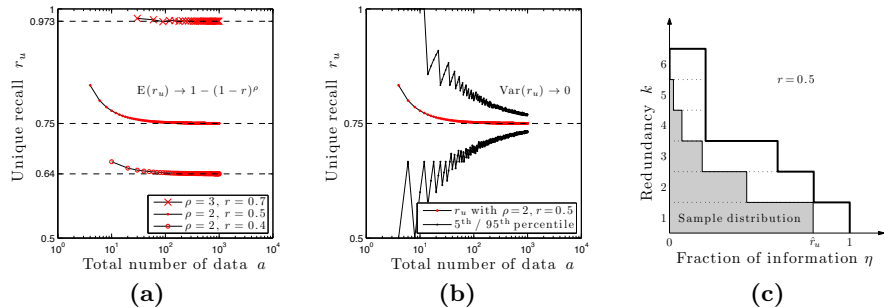 1
0.973
0.75
0.64
0.5
Unique recall r_u
E(r_u) → 1 − (1 − r)^ρ
ρ = 3, r = 0.7
ρ = 2, r = 0.5
ρ = 2, r = 0.4
10^0 10^1 10^2 10^3 10^4
Total number of data a
(a)
1
0.75
0.5
Unique recall r_u
Var(r_u) → 0
r_u with ρ=2, r=0.5
5^th / 95^th percentile
10^0 10^1 10^2 10^3 10^4
Total number of data a
(b)
Redundancy k
6
5
4
3
2
1
r=0.5
Sample distribution
0 r̂_u 1
Fraction of information η
(c)